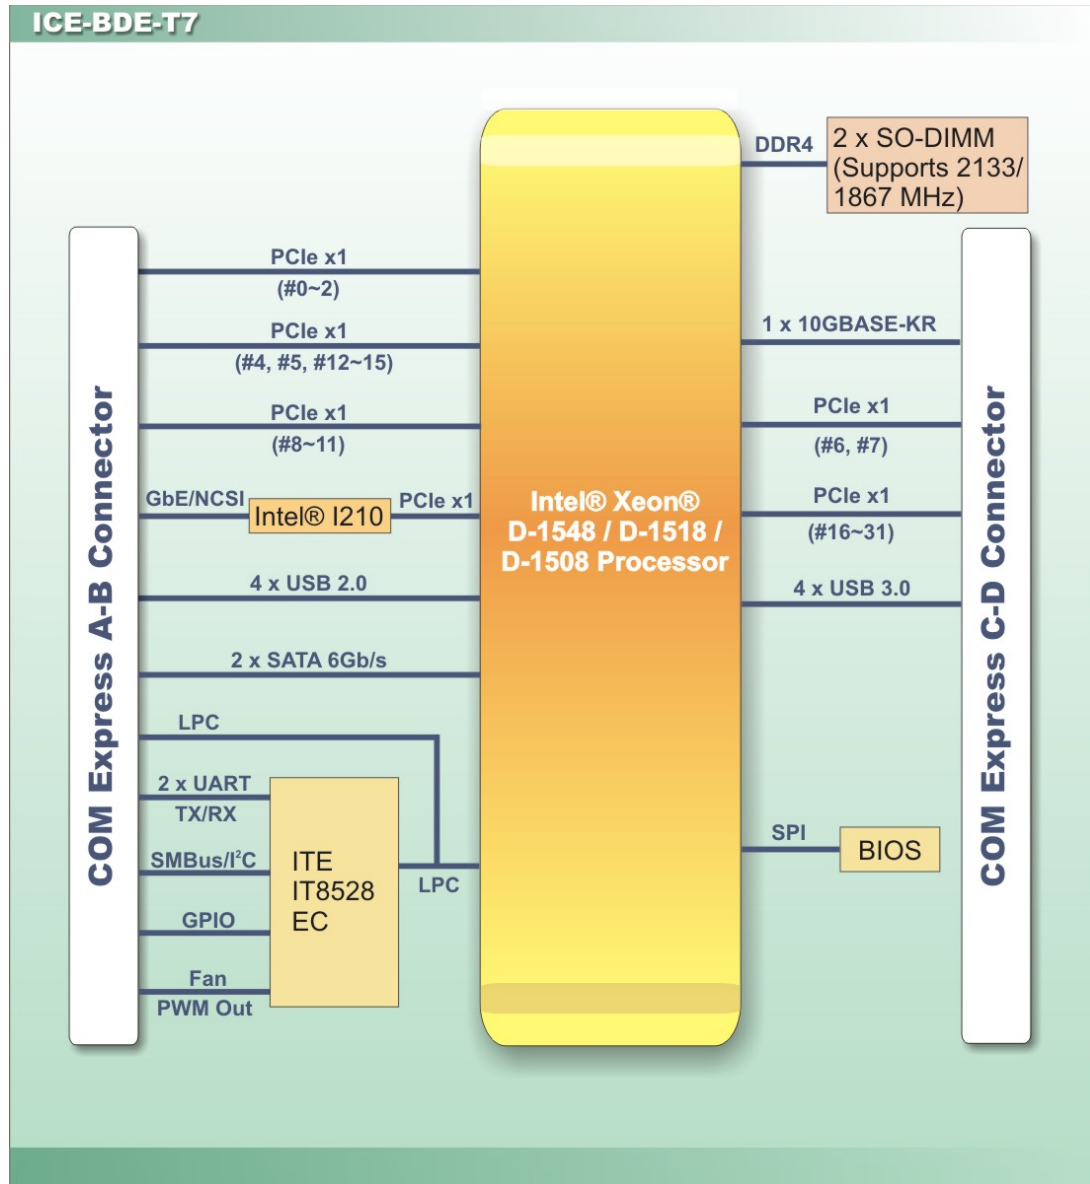 ICE-BDE-T7
DDR4
2 x SO-DIMM
(Supports 2133/
1867 MHz)
COM Express A-B Connector
PCIe x1
(#0~2)
PCIe x1
(#4, #5, #12~15)
PCIe x1
(#8~11)
GbE/NCSI
Intel® I210
PCIe x1
4 x USB 2.0
2 x SATA 6Gb/s
LPC
2 x UART
TX/RX
SMBus/I²C
GPIO
Fan
PWM Out
ITE
IT8528
EC
LPC
Intel® Xeon®
D-1548 / D-1518 /
D-1508 Processor
1 x 10GBASE-KR
PCIe x1
(#6, #7)
PCIe x1
(#16~31)
4 x USB 3.0
SPI
BIOS
COM Express C-D Connector